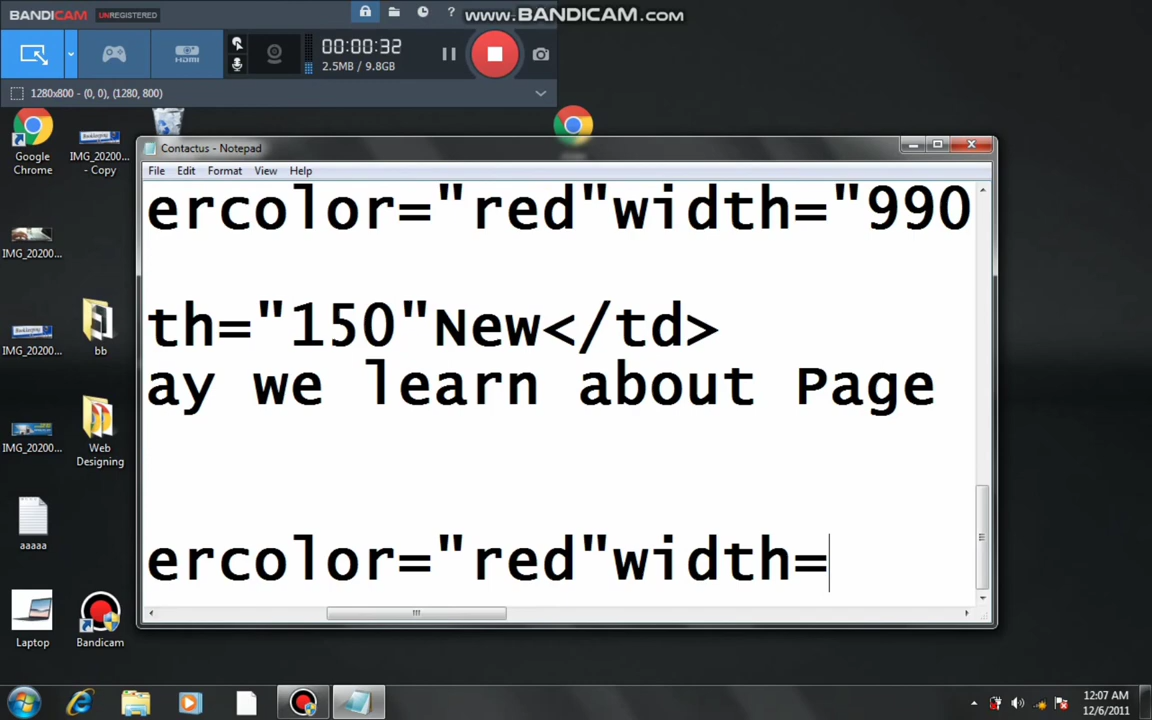 BANDICAM UNREGISTERED
?
www.BANDICAM.com
HDMI
00:00:32
2.5MB / 9.8GB
1280x800 - (0, 0), (1280, 800)
Google
Chrome
IMG_20200...
- Copy
IMG_20200...
IMG_20200...
bb
IMG_20200...
Web
Designing
aaaaa
Laptop
Bandicam
Contactus - Notepad
File Edit Format View Help
ercolor="red"width="990
th="150"New</td>
ay we learn about Page
ercolor="red"width=
12:07 AM
12/6/2011